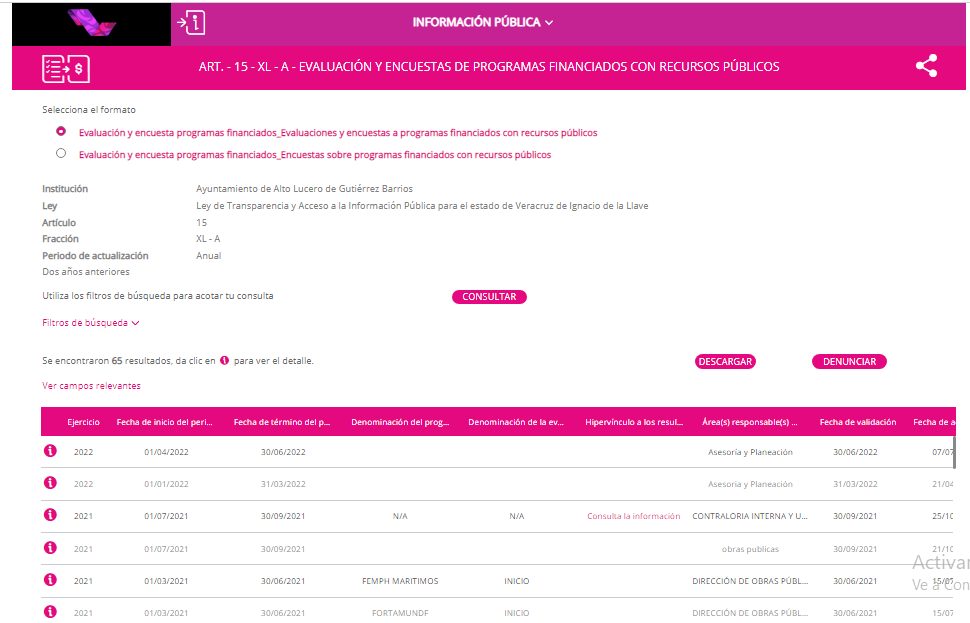 INFORMACIÓN PÚBLICA
ART. - 15 - XL - A - EVALUACIÓN Y ENCUESTAS DE PROGRAMAS FINANCIADOS CON RECURSOS PÚBLICOS
Selecciona el formato
Evaluación y encuesta programas financiados_Evaluaciones y encuestas a programas financiados con recursos públicos
Evaluación y encuesta programas financiados_Encuestas sobre programas financiados con recursos públicos
Institución Ayuntamiento de Alto Lucero de Gutiérrez Barrios
Ley Ley de Transparencia y Acceso a la Información Pública para el estado de Veracruz de Ignacio de la Llave
Artículo 15
Fracción XL - A
Periodo de actualización Anual
Dos años anteriores
Utiliza los filtros de búsqueda para acotar tu consulta CONSULTAR
Filtros de búsqueda
Se encontraron 65 resultados, da clic en i para ver el detalle. DESCARGAR DENUNCIAR
Ver campos relevantes
Ejercicio Fecha de inicio del peri... Fecha de término del p... Denominación del prog... Denominación de la ev... Hipervínculo a los resul... Área(s) responsable(s) ... Fecha de validación Fecha de a
2022 01/04/2022 30/06/2022 Asesoría y Planeación 30/06/2022 07/07
2022 01/01/2022 31/03/2022 Asesoria y Planeación 31/03/2022 21/04
2021 01/07/2021 30/09/2021 N/A N/A Consulta la información CONTRALORIA INTERNA Y U... 30/09/2021 25/10
2021 01/07/2021 30/09/2021 obras publicas 30/09/2021 21/10
Activar
2021 01/03/2021 30/06/2021 FEMPH MARITIMOS INICIO DIRECCIÓN DE OBRAS PÚBL... 30/06/2021 15/07
Ve a Con
2021 01/03/2021 30/06/2021 FORTAMUNDF INICIO DIRECCIÓN DE OBRAS PÚBL... 30/06/2021 15/07